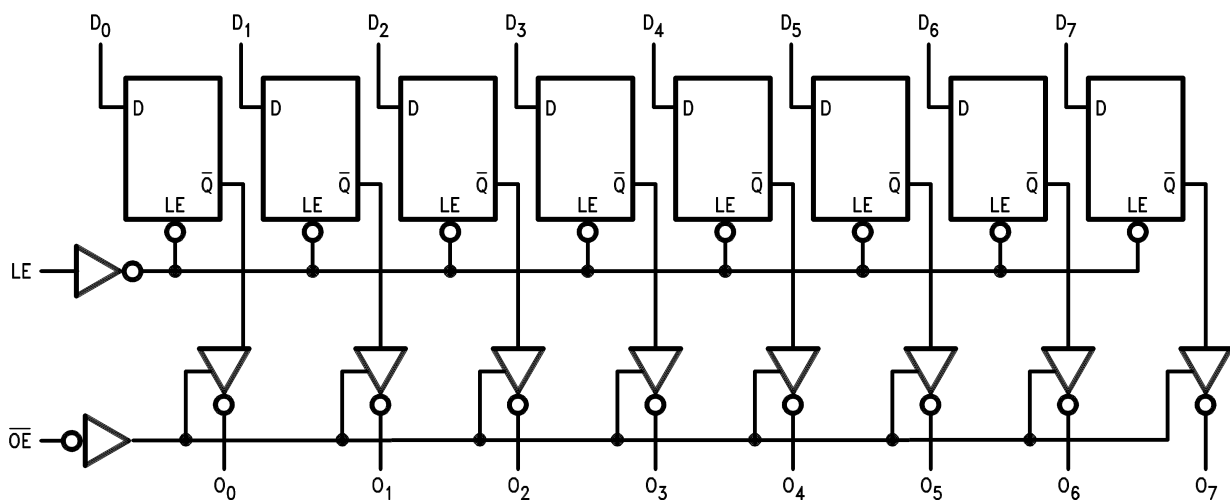 D0 D1 D2 D3 D4 D5 D6 D7
D D D D D D D D
Q̅ Q̅ Q̅ Q̅ Q̅ Q̅ Q̅ Q̅
LE LE LE LE LE LE LE LE
LE
O̅E̅
O0 O1 O2 O3 O4 O5 O6 O7